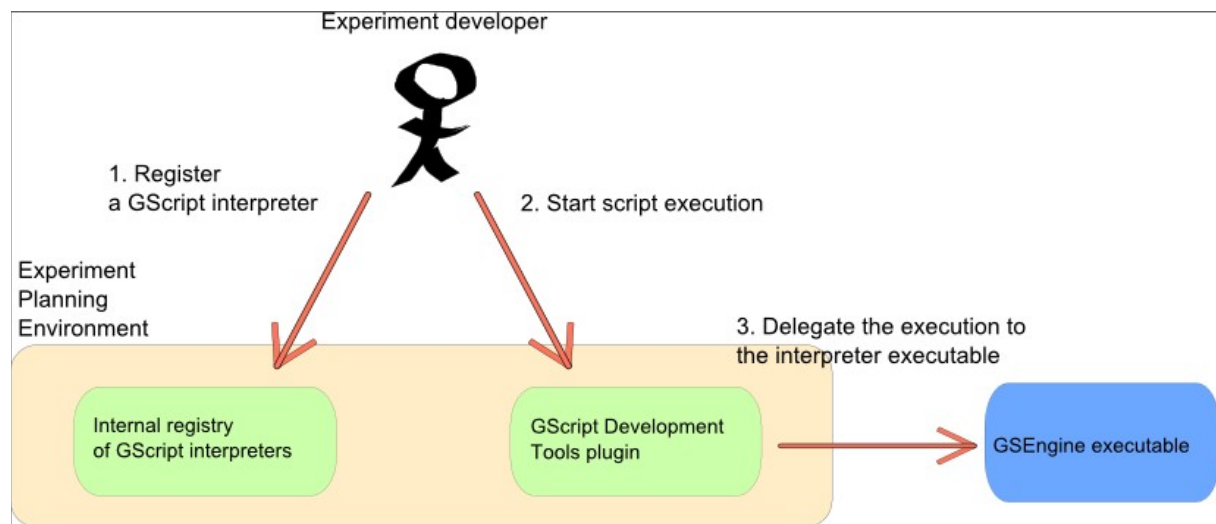 Experiment developer
1. Register
a GScript interpreter
2. Start script execution
Experiment
Planning
Environment
3. Delegate the execution to
the interpreter executable
Internal registry
of GScript interpreters
GScript Development
Tools plugin
GSEngine executable